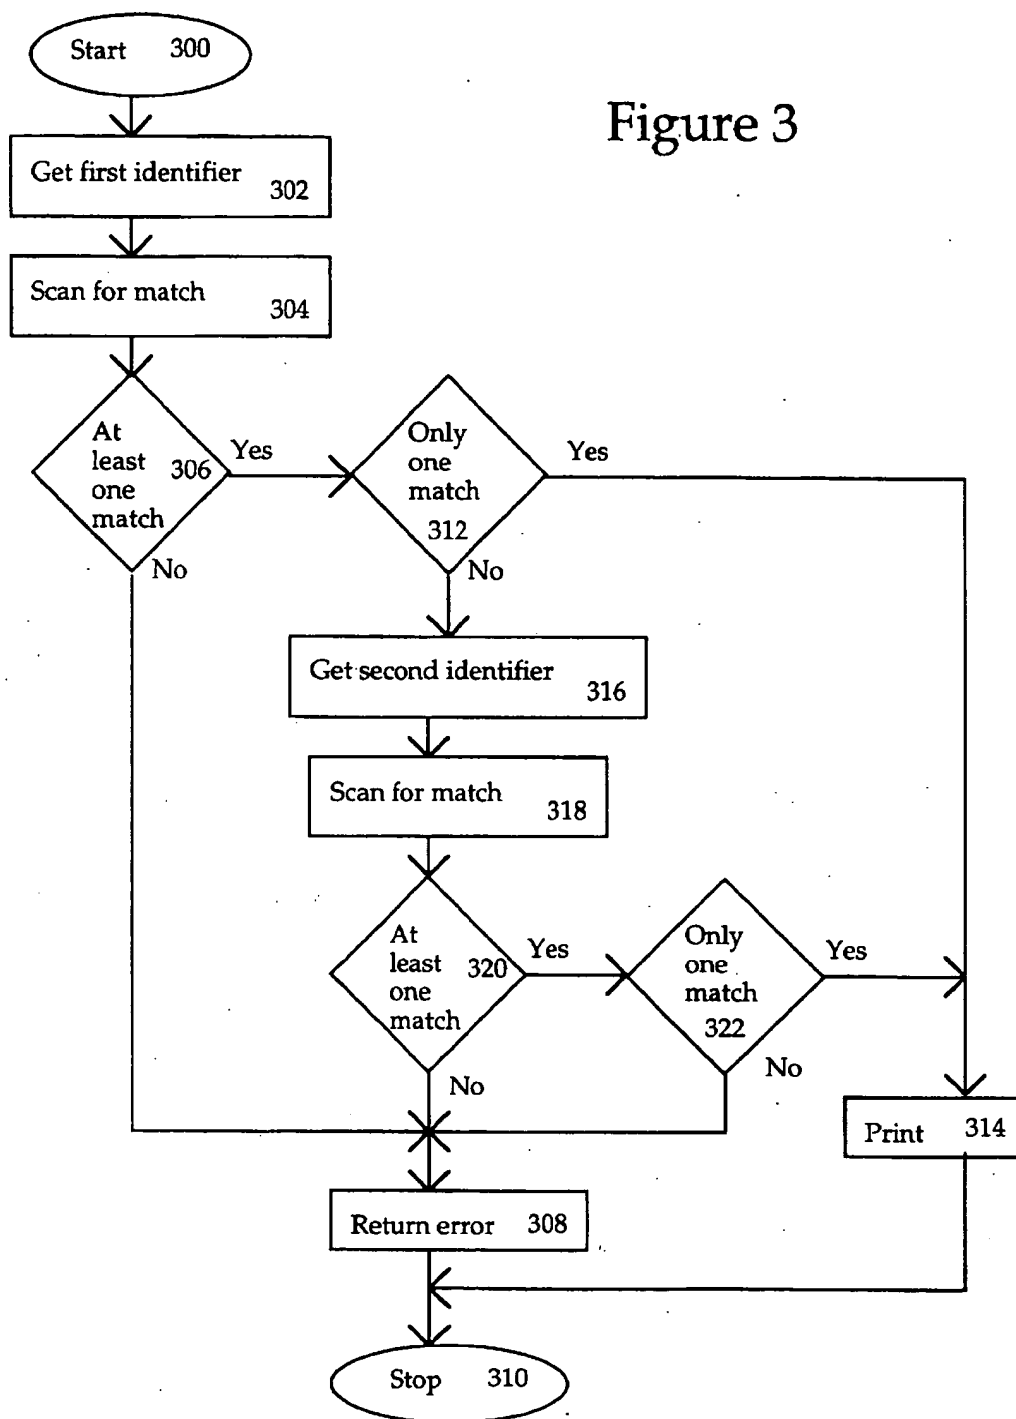 Start 300
Figure 3
Get first identifier
302
Scan for match
304
At
least 306
one
match
Yes
No
Only
one
match
312
Yes
No
Get second identifier
316
Scan for match
318
At
least 320
one
match
Yes
No
Only
one
match
322
Yes
No
Print 314
Return error 308
Stop 310